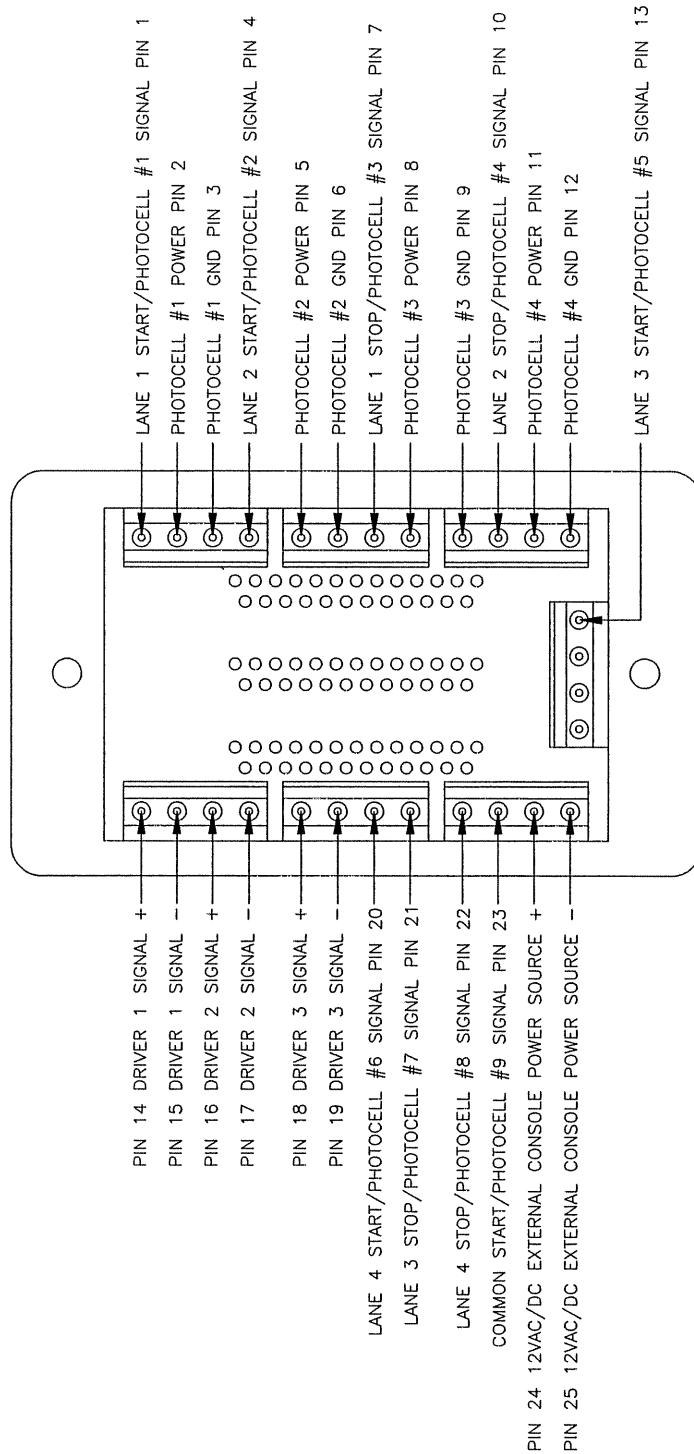 LANE 1 START/PHOTOCELL #1 SIGNAL PIN 1
PHOTOCELL #1 POWER PIN 2
PHOTOCELL #1 GND PIN 3
LANE 2 START/PHOTOCELL #2 SIGNAL PIN 4
PHOTOCELL #2 POWER PIN 5
PHOTOCELL #2 GND PIN 6
LANE 1 STOP/PHOTOCELL #3 SIGNAL PIN 7
PHOTOCELL #3 POWER PIN 8
PHOTOCELL #3 GND PIN 9
LANE 2 STOP/PHOTOCELL #4 SIGNAL PIN 10
PHOTOCELL #4 POWER PIN 11
PHOTOCELL #4 GND PIN 12
LANE 3 START/PHOTOCELL #5 SIGNAL PIN 13
PIN 14 DRIVER 1 SIGNAL +
PIN 15 DRIVER 1 SIGNAL -
PIN 16 DRIVER 2 SIGNAL +
PIN 17 DRIVER 2 SIGNAL -
PIN 18 DRIVER 3 SIGNAL +
PIN 19 DRIVER 3 SIGNAL -
LANE 4 START/PHOTOCELL #6 SIGNAL PIN 20
LANE 3 STOP/PHOTOCELL #7 SIGNAL PIN 21
LANE 4 STOP/PHOTOCELL #8 SIGNAL PIN 22
COMMON START/PHOTOCELL #9 SIGNAL PIN 23
PIN 24 12VAC/DC EXTERNAL CONSOLE POWER SOURCE +
PIN 25 12VAC/DC EXTERNAL CONSOLE POWER SOURCE -